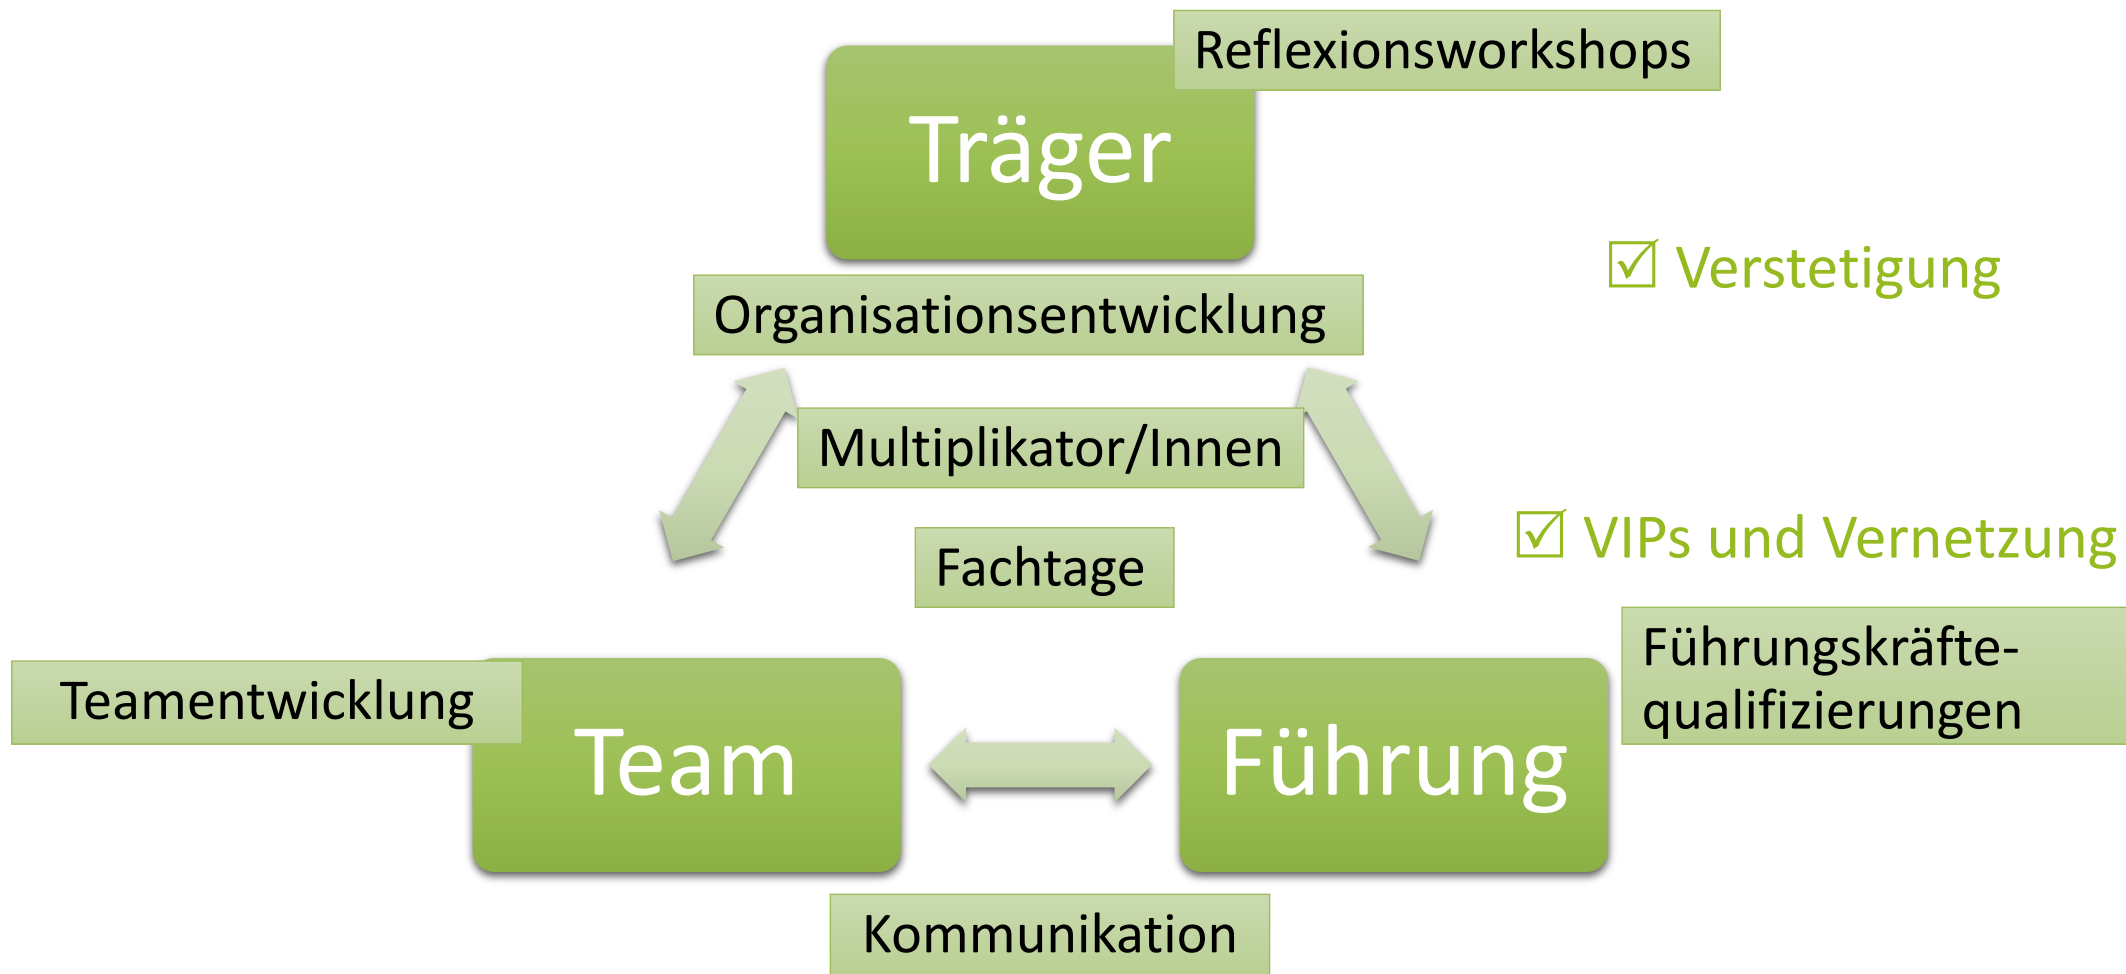 Reflexionsworkshops
Träger
☑ Verstetigung
Organisationsentwicklung
Multiplikator/Innen
☑ VIPs und Vernetzung
Fachtage
Führungskräfte-
qualifizierungen
Teamentwicklung
Team
Führung
Kommunikation